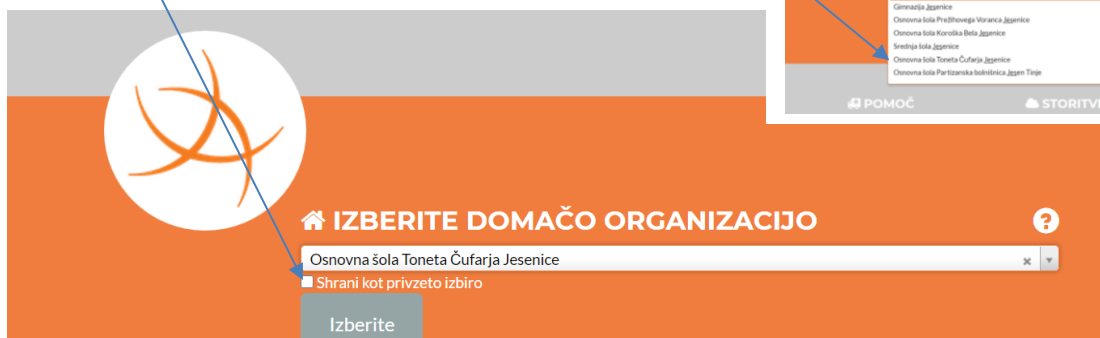 Gimnazija Jesenice
Osnovna šola Prežihovega Voranca Jesenice
Osnovna šola Koroška Bela Jesenice
Srednja šola Jesenice
Osnovna šola Toneta Čufarja Jesenice
Osnovna šola Partizanska bolnišnica Jesen Tinje
POMOČ STORITVE
IZBERITE DOMAČO ORGANIZACIJO ?
Osnovna šola Toneta Čufarja Jesenice
Shrani kot privzeto izbiro
Izberite